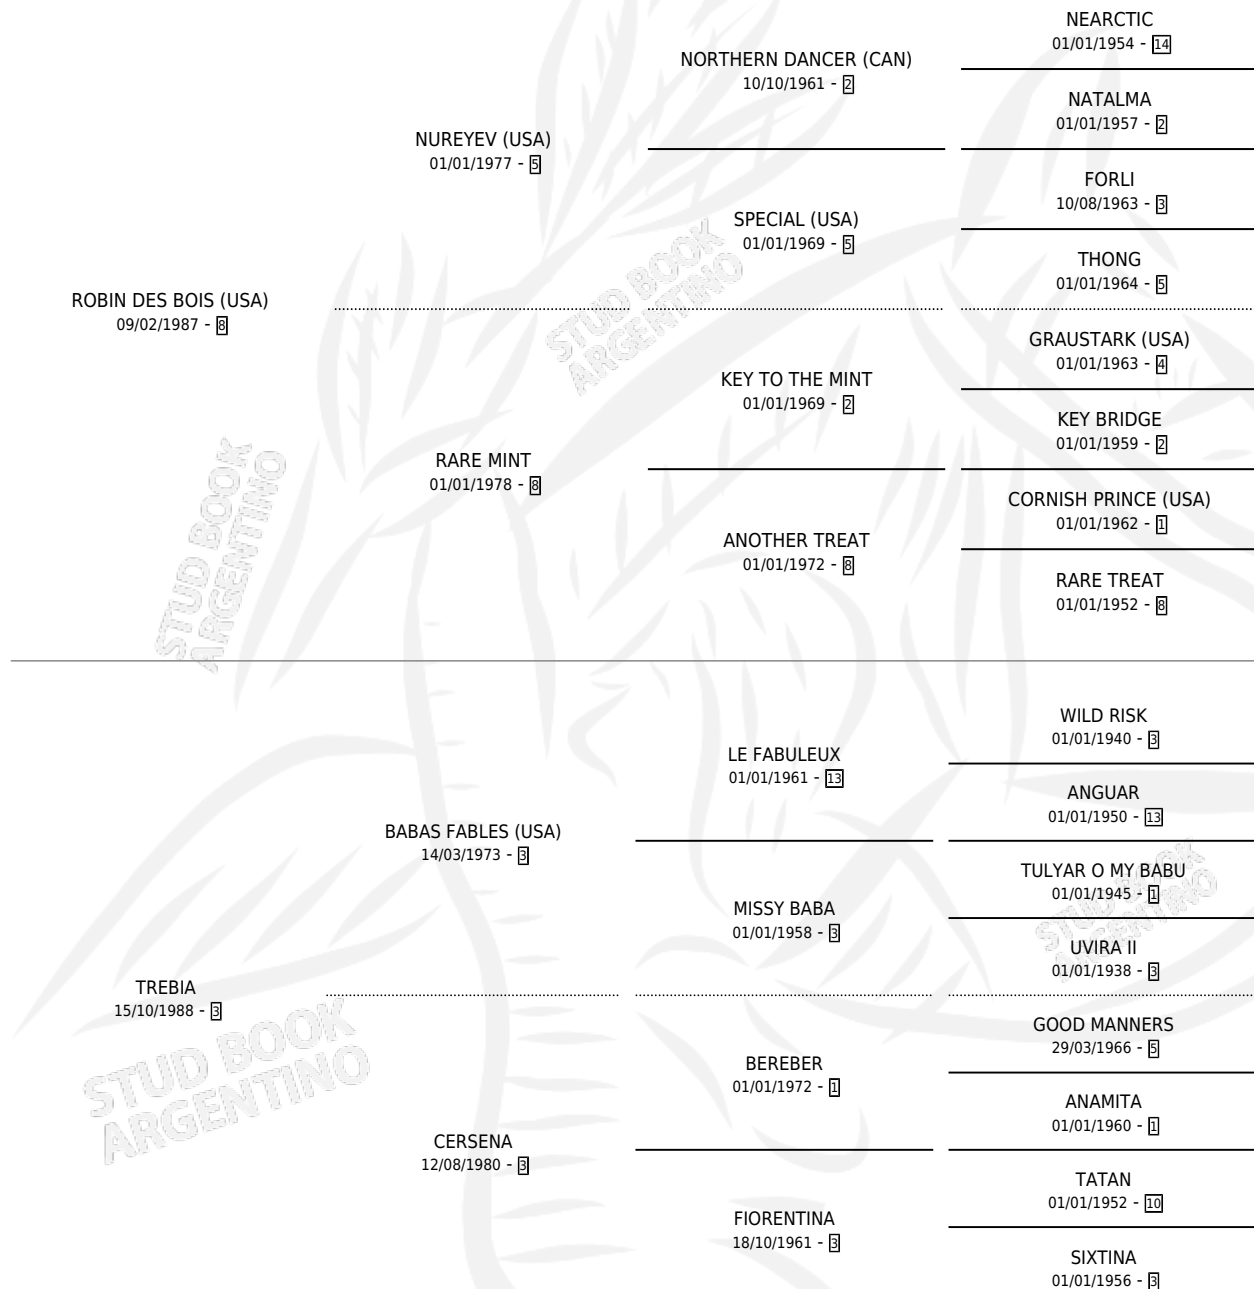 NEARCTIC
01/01/1954 - 14
NORTHERN DANCER (CAN)
10/10/1961 - 2
NATALMA
01/01/1957 - 2
NUREYEV (USA)
01/01/1977 - 5
FORLI
10/08/1963 - 3
SPECIAL (USA)
01/01/1969 - 5
THONG
01/01/1964 - 5
ROBIN DES BOIS (USA)
09/02/1987 - 8
GRAUSTARK (USA)
01/01/1963 - 4
KEY TO THE MINT
01/01/1969 - 2
KEY BRIDGE
01/01/1959 - 2
RARE MINT
01/01/1978 - 8
CORNISH PRINCE (USA)
01/01/1962 - 1
ANOTHER TREAT
01/01/1972 - 8
RARE TREAT
01/01/1952 - 8
STUD BOOK
ARGENTINO
STUD BOOK
ARGENTINO
WILD RISK
01/01/1940 - 3
LE FABULEUX
01/01/1961 - 13
ANGUAR
01/01/1950 - 13
BABAS FABLES (USA)
14/03/1973 - 3
TULYAR O MY BABU
01/01/1945 - 1
MISSY BABA
01/01/1958 - 3
UVIRA II
01/01/1938 - 3
TREBIA
15/10/1988 - 3
GOOD MANNERS
29/03/1966 - 5
BEREBER
01/01/1972 - 1
ANAMITA
01/01/1960 - 1
CERSENA
12/08/1980 - 3
TATAN
01/01/1952 - 10
FIORENTINA
18/10/1961 - 3
SIXTINA
01/01/1956 - 3
STUD BOOK
ARGENTINO
STUD BOOK
ARGENTINO